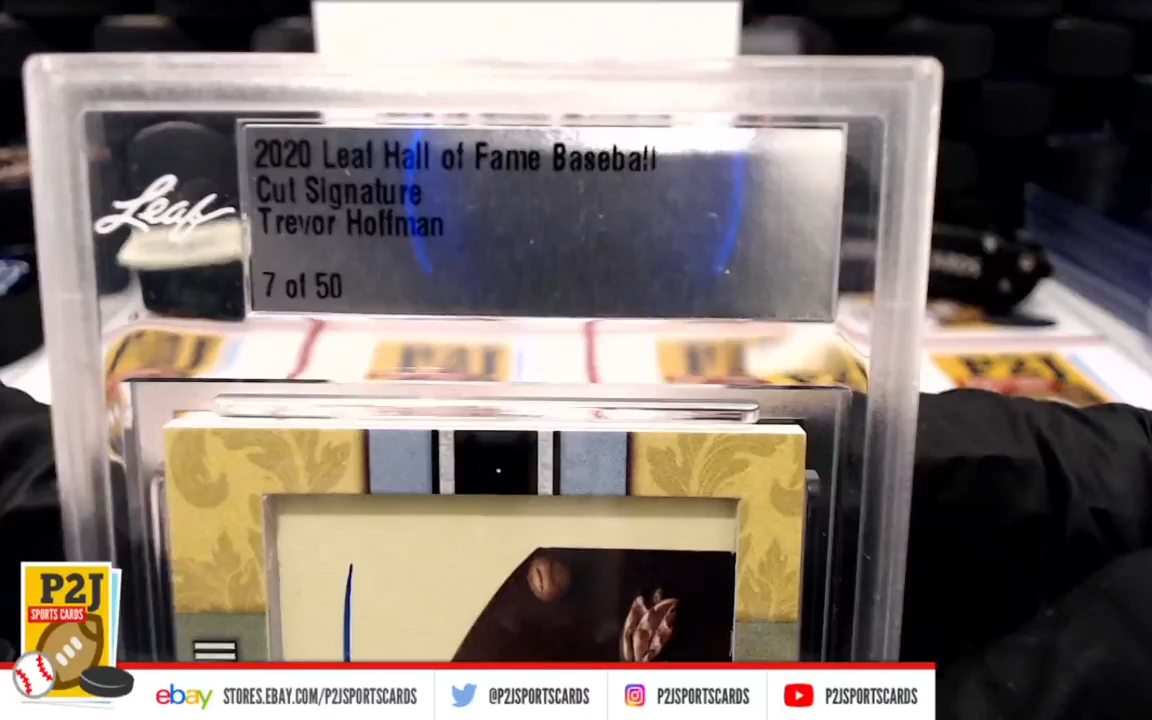 2020 Leaf Hall of Fame Baseball
Cut Signature
Trevor Hoffman
7 of 50
Leaf
P2J
P2J
SPORTS CARDS
ebay STORES.EBAY.COM/P2JSPORTSCARDS @P2JSPORTSCARDS P2JSPORTSCARDS P2JSPORTSCARDS